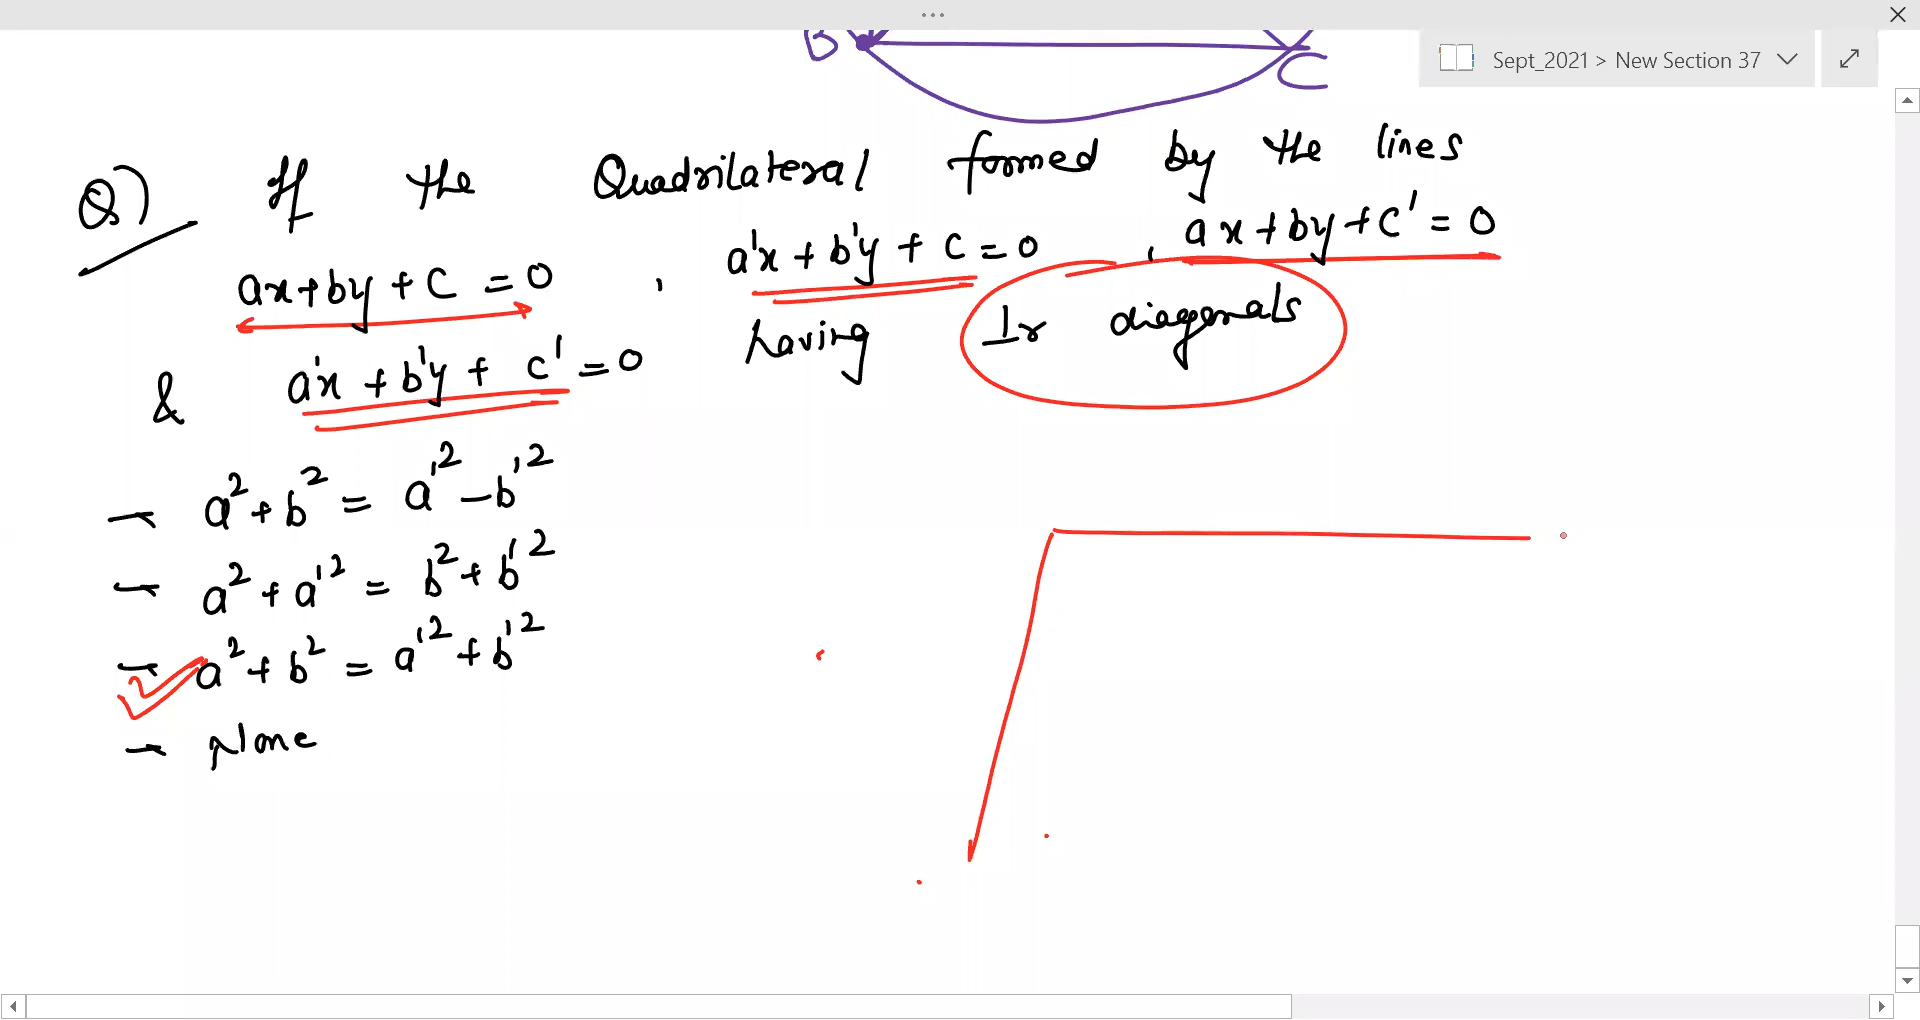 Sept_2021 > New Section 37
B
C
Q) If the Quadrilateral formed by the lines
ax+by+c=0 , a'x+b'y+c=0 , ax+by+c'=0
& a'x+b'y+c'=0 having ⊥r diagonals
→ a²+b² = a'²-b'²
→ a²+a'² = b²+b'²
→ a²+b² = a'²+b'²
→ None